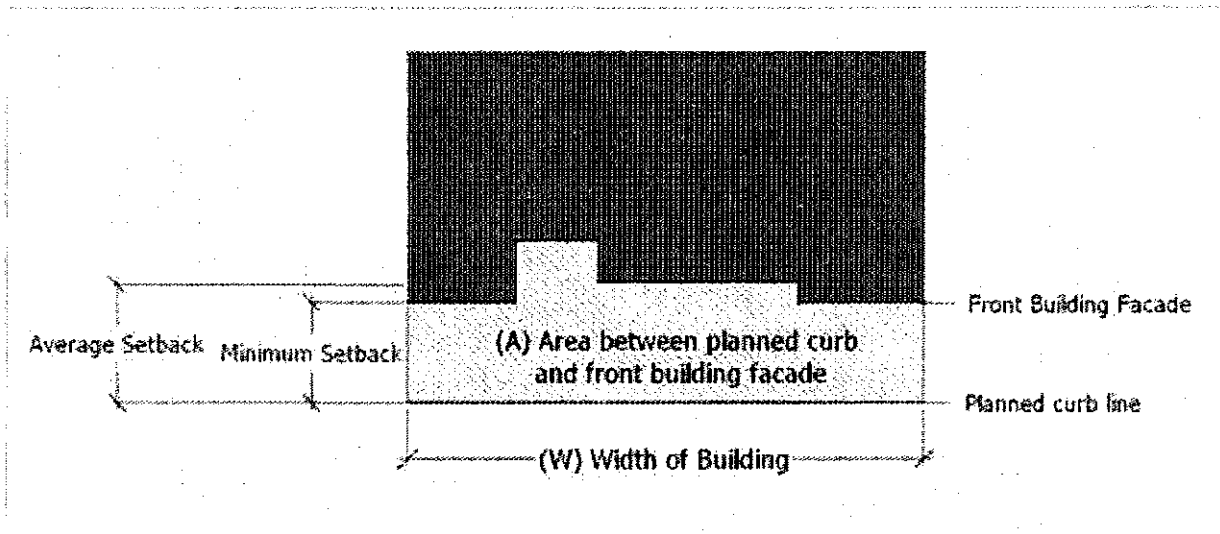 Front Building Facade
Average Setback
Minimum Setback
(A) Area between planned curb
and front building facade
Planned curb line
(W) Width of Building